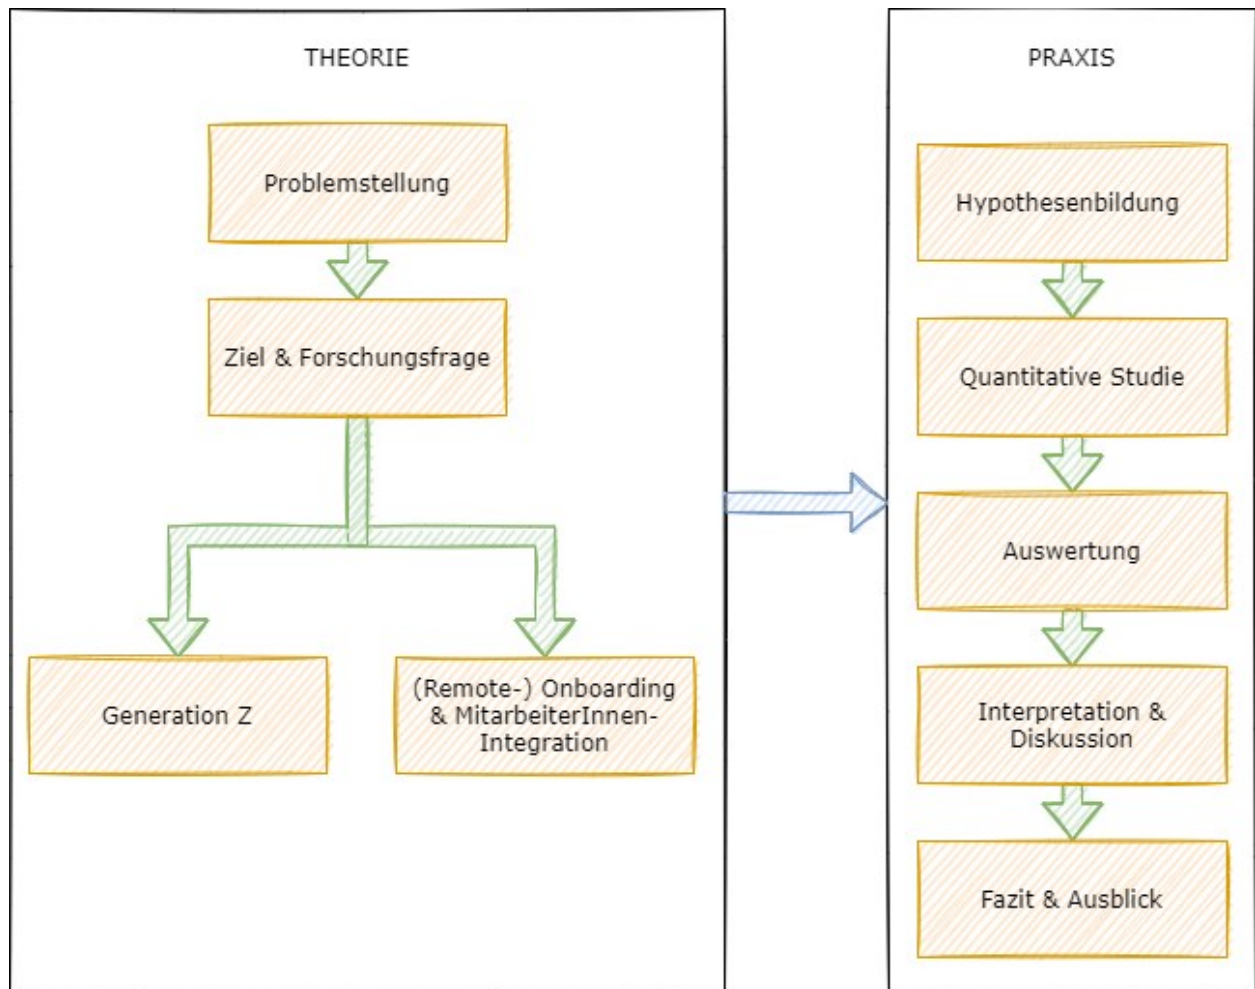 THEORIE
Problemstellung
Ziel & Forschungsfrage
Generation Z
(Remote-) Onboarding
& MitarbeiterInnen-
Integration
PRAXIS
Hypothesenbildung
Quantitative Studie
Auswertung
Interpretation &
Diskussion
Fazit & Ausblick